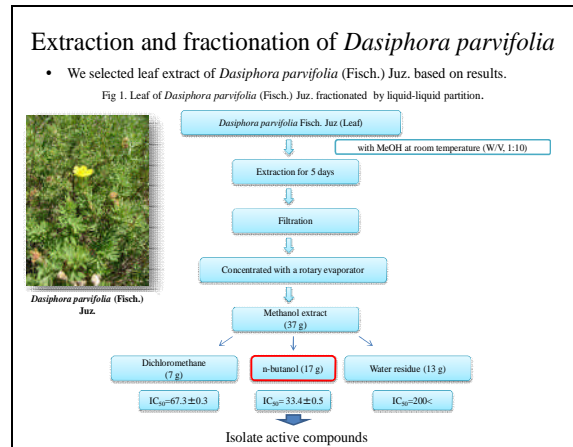 Extraction and fractionation of Dasiphora parvifolia
• We selected leaf extract of Dasiphora parvifolia (Fisch.) Juz. based on results.
Fig 1. Leaf of Dasiphora parvifolia (Fisch.) Juz. fractionated by liquid-liquid partition.
Dasiphora parvifolia Fisch. Juz (Leaf)
with MeOH at room temperature (W/V, 1:10)
Extraction for 5 days
Filtration
Concentrated with a rotary evaporator
Dasiphora parvifolia (Fisch.)
Juz.
Methanol extract
(37 g)
Dichloromethane
(7 g)
n-butanol (17 g)
Water residue (13 g)
IC50=67.3±0.3
IC50= 33.4±0.5
IC50=200<
Isolate active compounds